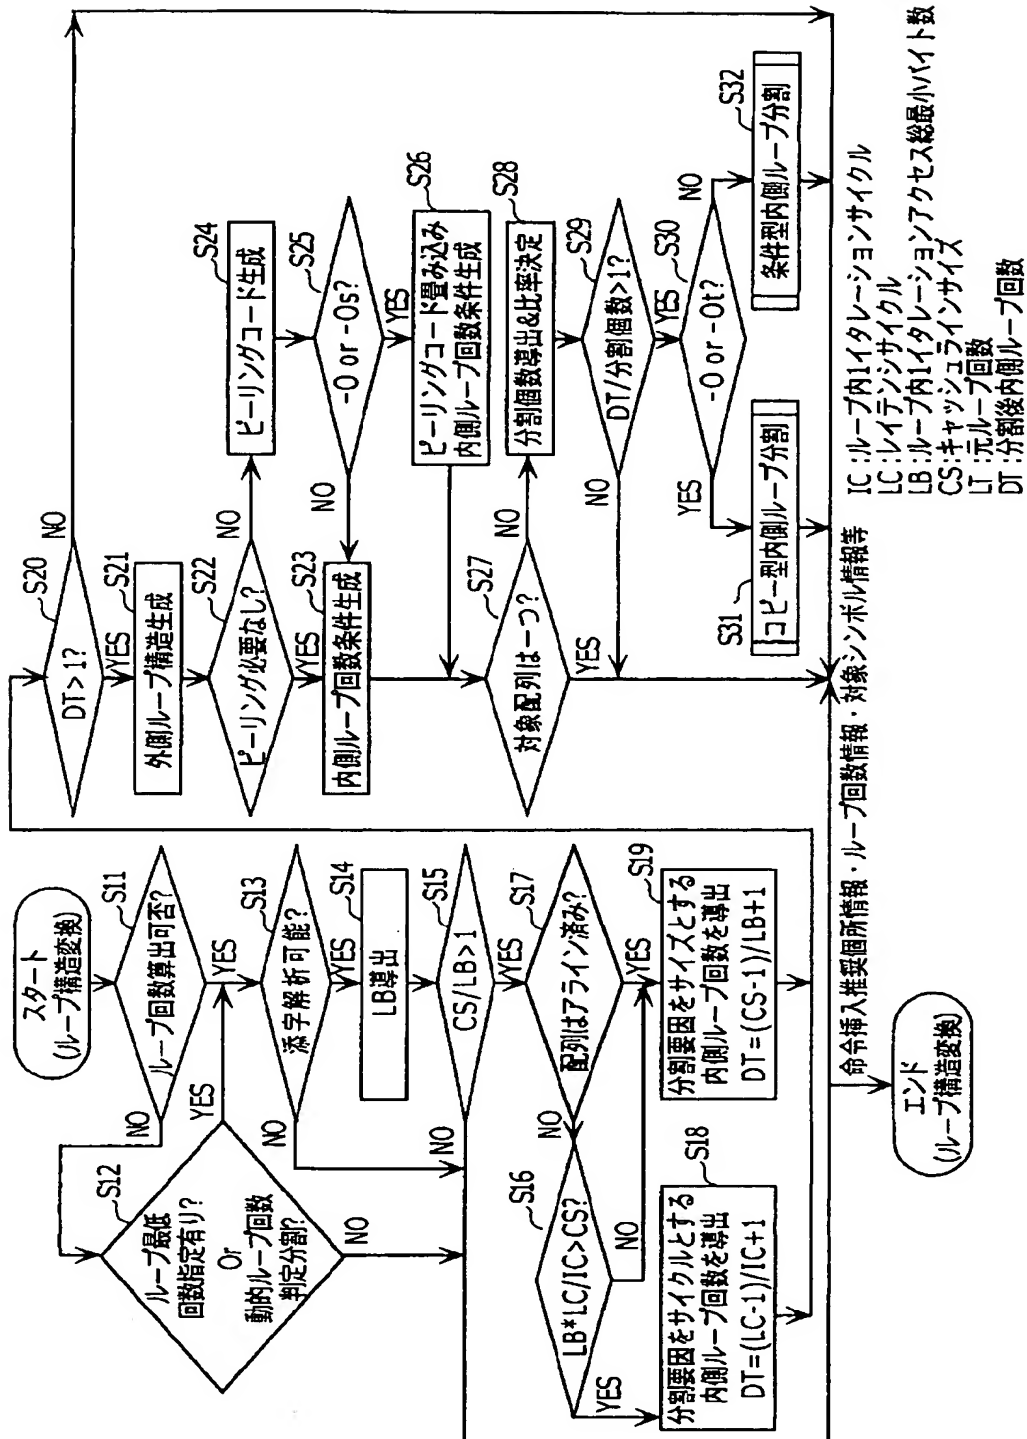 スタート
(ループ構造変換)
S11
ループ回数算出可否?
NO
YES
S12
ループ最低
回数指定有り?
Or
動的ループ回数
判定分割?
YES
NO
S13
添字解析可能?
NO
YES
S14
LB導出
S15
CS/LB>1
NO
YES
S17
配列はアライン済み?
NO
YES
S16
LB*LC/IC>CS?
NO
YES
S19
分割要因をサイズとする
内側ループ回数を導出
DT=(CS-1)/LB+1
S18
分割要因をサイクルとする
内側ループ回数を導出
DT=(LC-1)/IC+1
S20
DT>1?
NO
YES
S21
外側ループ構造生成
S22
ピーリング必要なし?
NO
YES
S24
ピーリングコード生成
S25
-O or -Os?
NO
YES
S23
内側ループ回数条件生成
S26
ピーリングコード畳み込み
内側ループ回数条件生成
S27
対象配列は一つ?
NO
YES
S28
分割個数導出&比率決定
S29
DT/分割個数>1?
NO
YES
S30
-O or -Ot?
YES
NO
S31
コピー型内側ループ分割
S32
条件型内側ループ分割
命令挿入推奨個所情報・ループ回数情報・対象シンボル情報等
エンド
(ループ構造変換)
IC:ループ内1イタレーションサイクル
LC:レイテンシサイクル
LB:ループ内1イタレーションアクセス総最小バイト数
CS:キャッシュラインサイズ
LT:元ループ回数
DT:分割後内側ループ回数